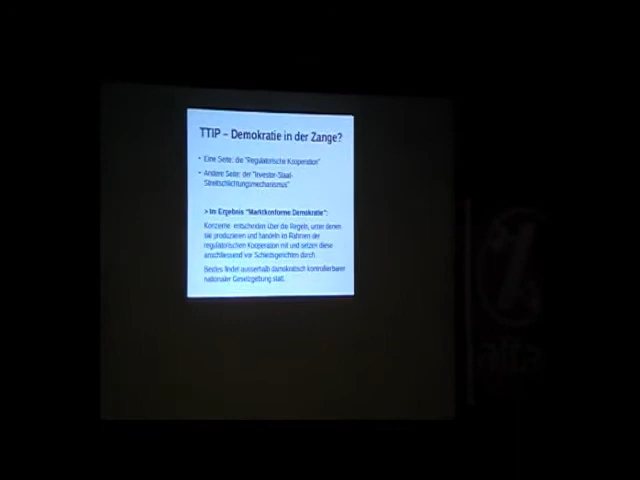 TTIP – Demokratie in der Zange?
• Eine Seite: die "Regulatorische Kooperation"
• Andere Seite: der "Investor-Staat-
Streitschlichtungsmechanismus"
> Im Ergebnis "Marktkonforme Demokratie":
Konzerne entscheiden über die Regeln, unter denen
sie produzieren und handeln im Rahmen der
regulatorischen Kooperation mit und setzen diese
anschliessend vor Schiedsgerichten durch.
Beides findet ausserhalb demokratisch kontrollierbarer
nationaler Gesetzgebung statt.